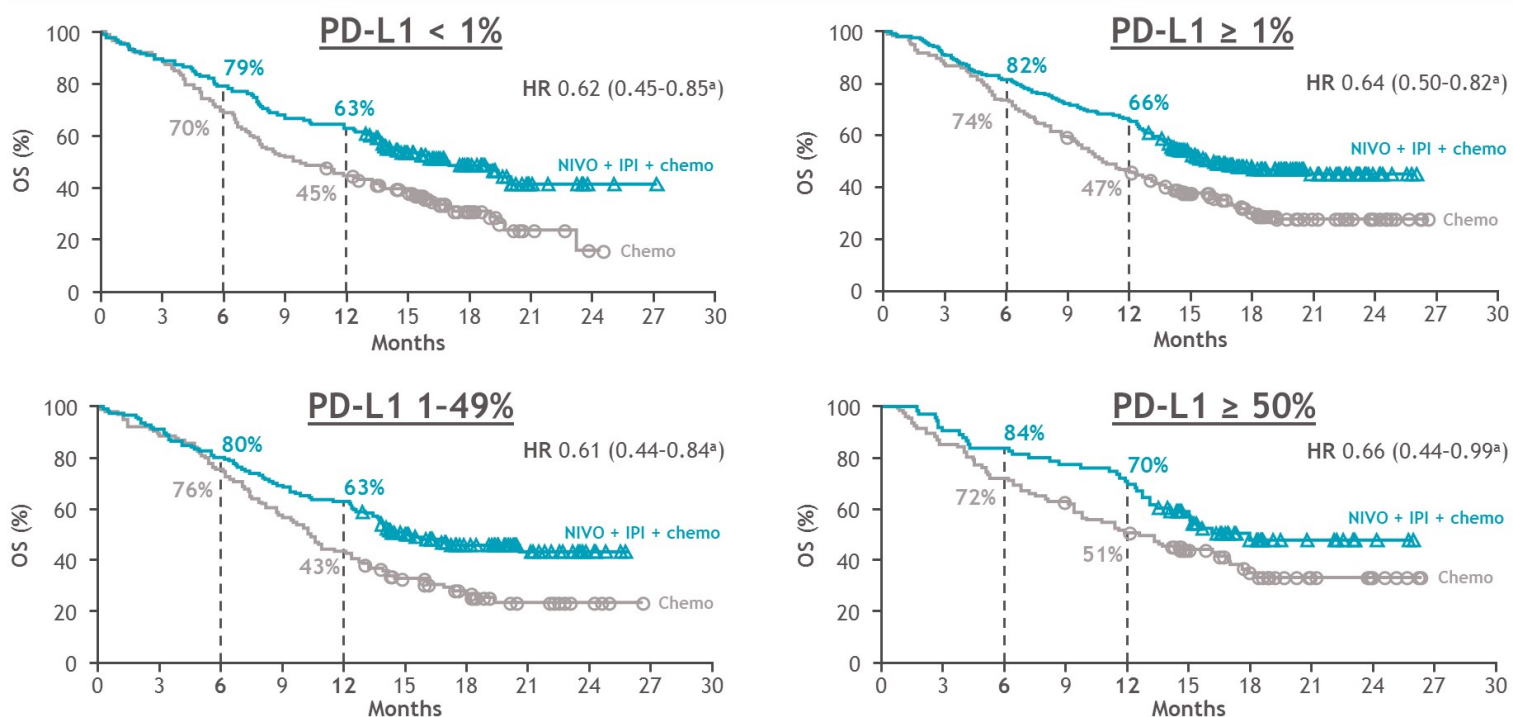 PD-L1 < 1%
HR 0.62 (0.45-0.85ᵃ)
OS (%)
100
80
60
40
20
0
79%
70%
63%
45%
NIVO + IPI + chemo
Chemo
0 3 6 9 12 15 18 21 24 27 30
Months
PD-L1 ≥ 1%
HR 0.64 (0.50-0.82ᵃ)
OS (%)
100
80
60
40
20
0
82%
74%
66%
47%
NIVO + IPI + chemo
Chemo
0 3 6 9 12 15 18 21 24 27 30
Months
PD-L1 1–49%
HR 0.61 (0.44-0.84ᵃ)
OS (%)
100
80
60
40
20
0
80%
76%
63%
43%
NIVO + IPI + chemo
Chemo
0 3 6 9 12 15 18 21 24 27 30
Months
PD-L1 ≥ 50%
HR 0.66 (0.44-0.99ᵃ)
OS (%)
100
80
60
40
20
0
84%
72%
70%
51%
NIVO + IPI + chemo
Chemo
0 3 6 9 12 15 18 21 24 27 30
Months